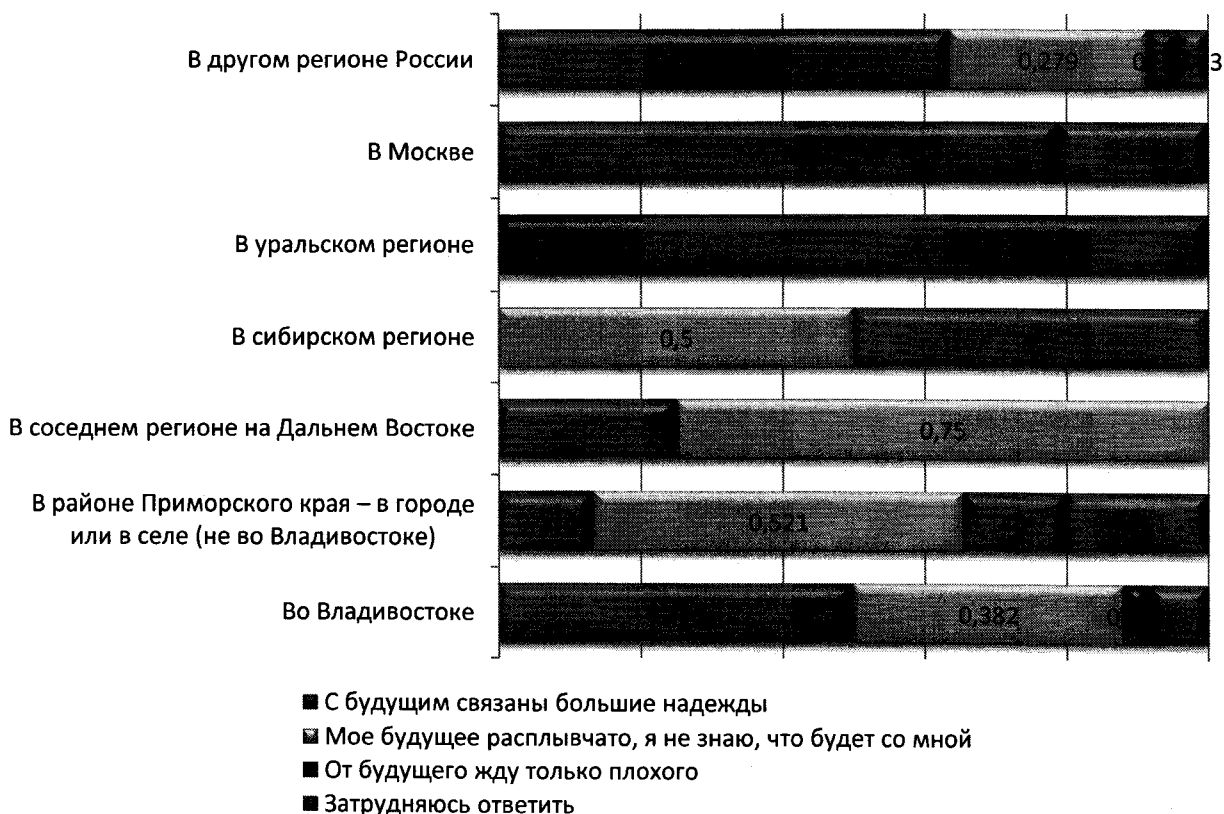 В другом регионе России
0,279
В Москве
В уральском регионе
В сибирском регионе
0,5
В соседнем регионе на Дальнем Востоке
0,75
В районе Приморского края – в городе
или в селе (не во Владивостоке)
0,521
Во Владивостоке
0,382
С будущим связаны большие надежды
Мое будущее расплывчато, я не знаю, что будет со мной
От будущего жду только плохого
Затрудняюсь ответить